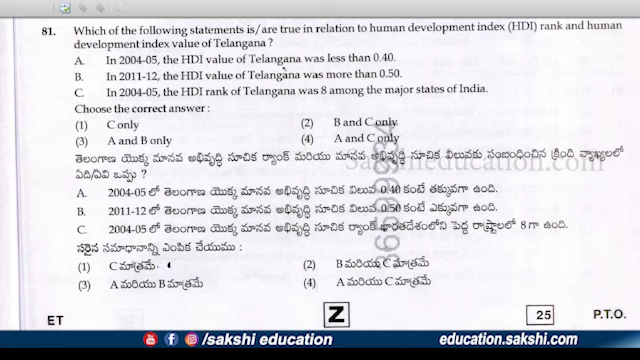 81. Which of the following statements is/are true in relation to human development index (HDI) rank and human
development index value of Telangana ?
A. In 2004-05, the HDI value of Telangana was less than 0.40.
B. In 2011-12, the HDI value of Telangana was more than 0.50.
C. In 2004-05, the HDI rank of Telangana was 8 among the major states of India.
Choose the correct answer :
(1) C only (2) B and C only
(3) A and B only (4) A and C only
తెలంగాణ యొక్క మానవ అభివృద్ధి సూచిక ర్యాంక్ మరియు మానవ అభివృద్ధి సూచిక విలువకు సంబంధించిన క్రింది వ్యాఖ్యలలో
ఏది/ఏవి ఒప్పు ?
A. 2004-05 లో తెలంగాణ యొక్క మానవ అభివృద్ధి సూచిక విలువ 0.40 కంటే తక్కువగా ఉంది.
B. 2011-12 లో తెలంగాణ యొక్క మానవ అభివృద్ధి సూచిక విలువ 0.50 కంటే ఎక్కువగా ఉంది.
C. 2004-05 లో తెలంగాణ యొక్క మానవ అభివృద్ధి సూచిక ర్యాంక్ భారతదేశంలోని పెద్ద రాష్ట్రాలలో 8 గా ఉంది.
సరైన సమాధానాన్ని ఎంపిక చేయుము :
(1) C మాత్రమే (2) B మరియు C మాత్రమే
(3) A మరియు B మాత్రమే (4) A మరియు C మాత్రమే
ET Z 25 P.T.O.
/sakshi education education.sakshi.com